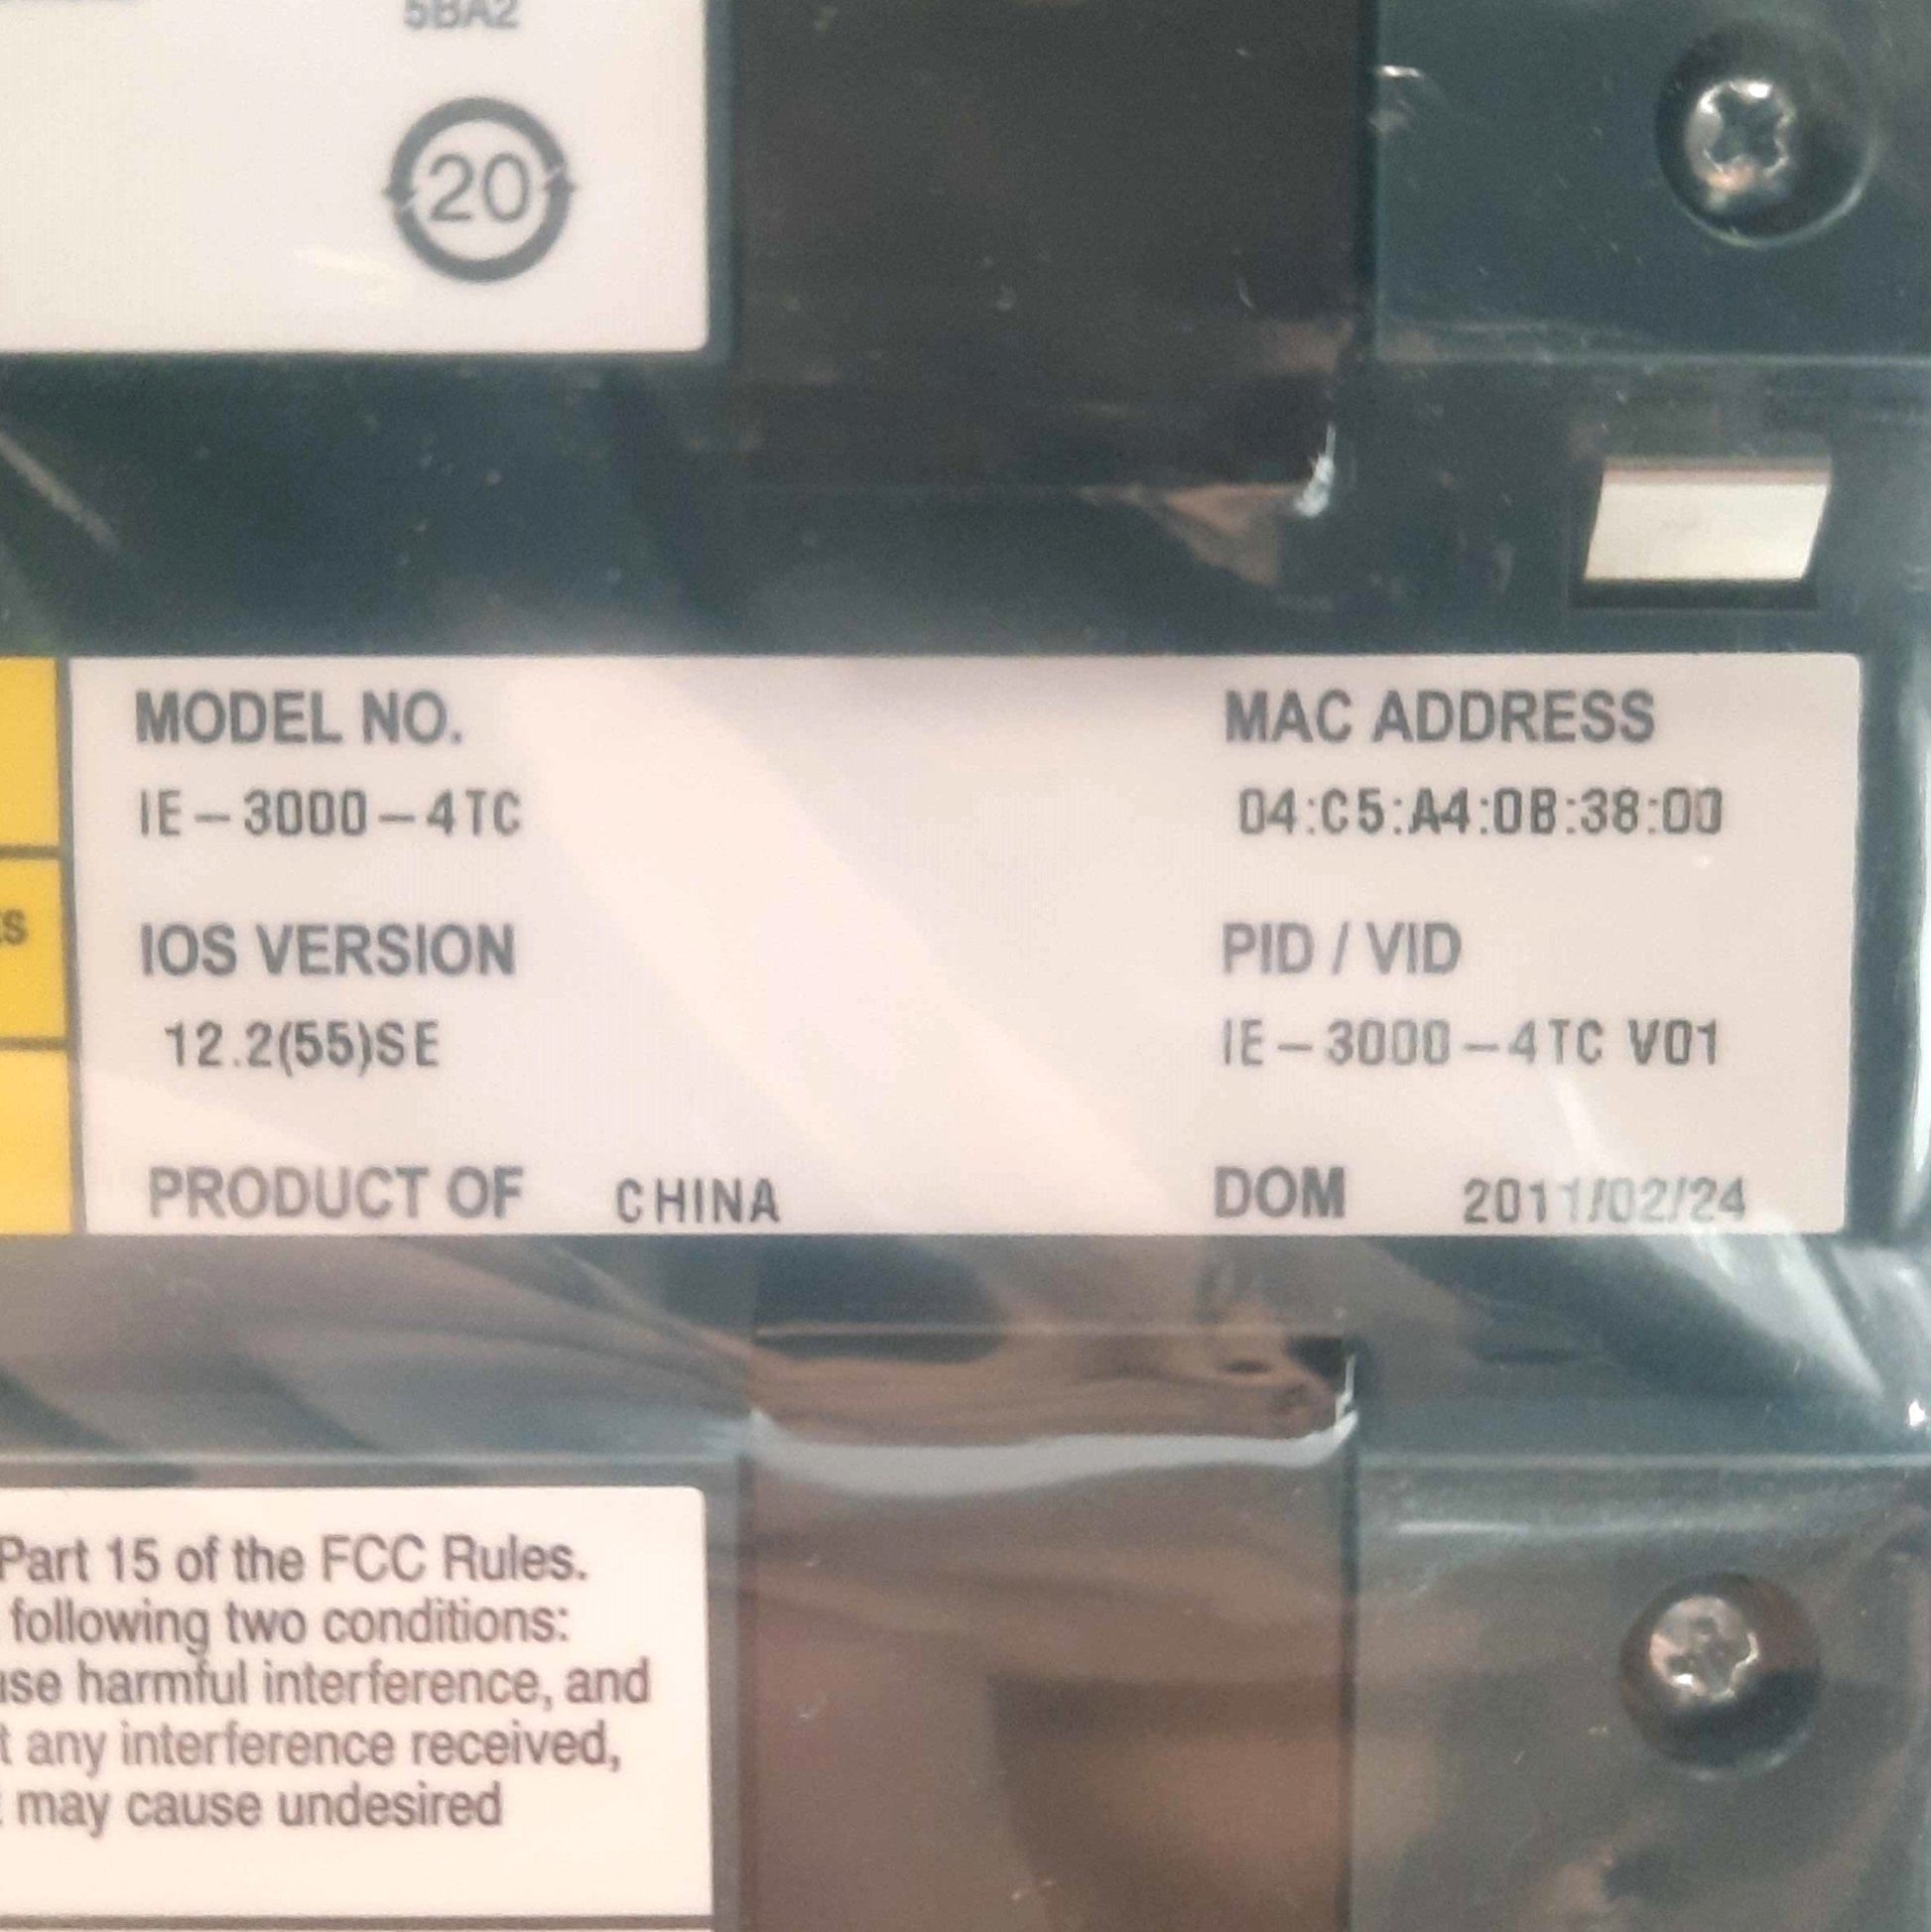 5BA2
20
MODEL NO.
IE-3000-4TC
MAC ADDRESS
04:C5:A4:0B:38:00
IOS VERSION
12.2(55)SE
PID / VID
IE-3000-4TC V01
PRODUCT OF CHINA
DOM 2011/02/24
Part 15 of the FCC Rules.
following two conditions:
use harmful interference, and
t any interference received,
may cause undesired